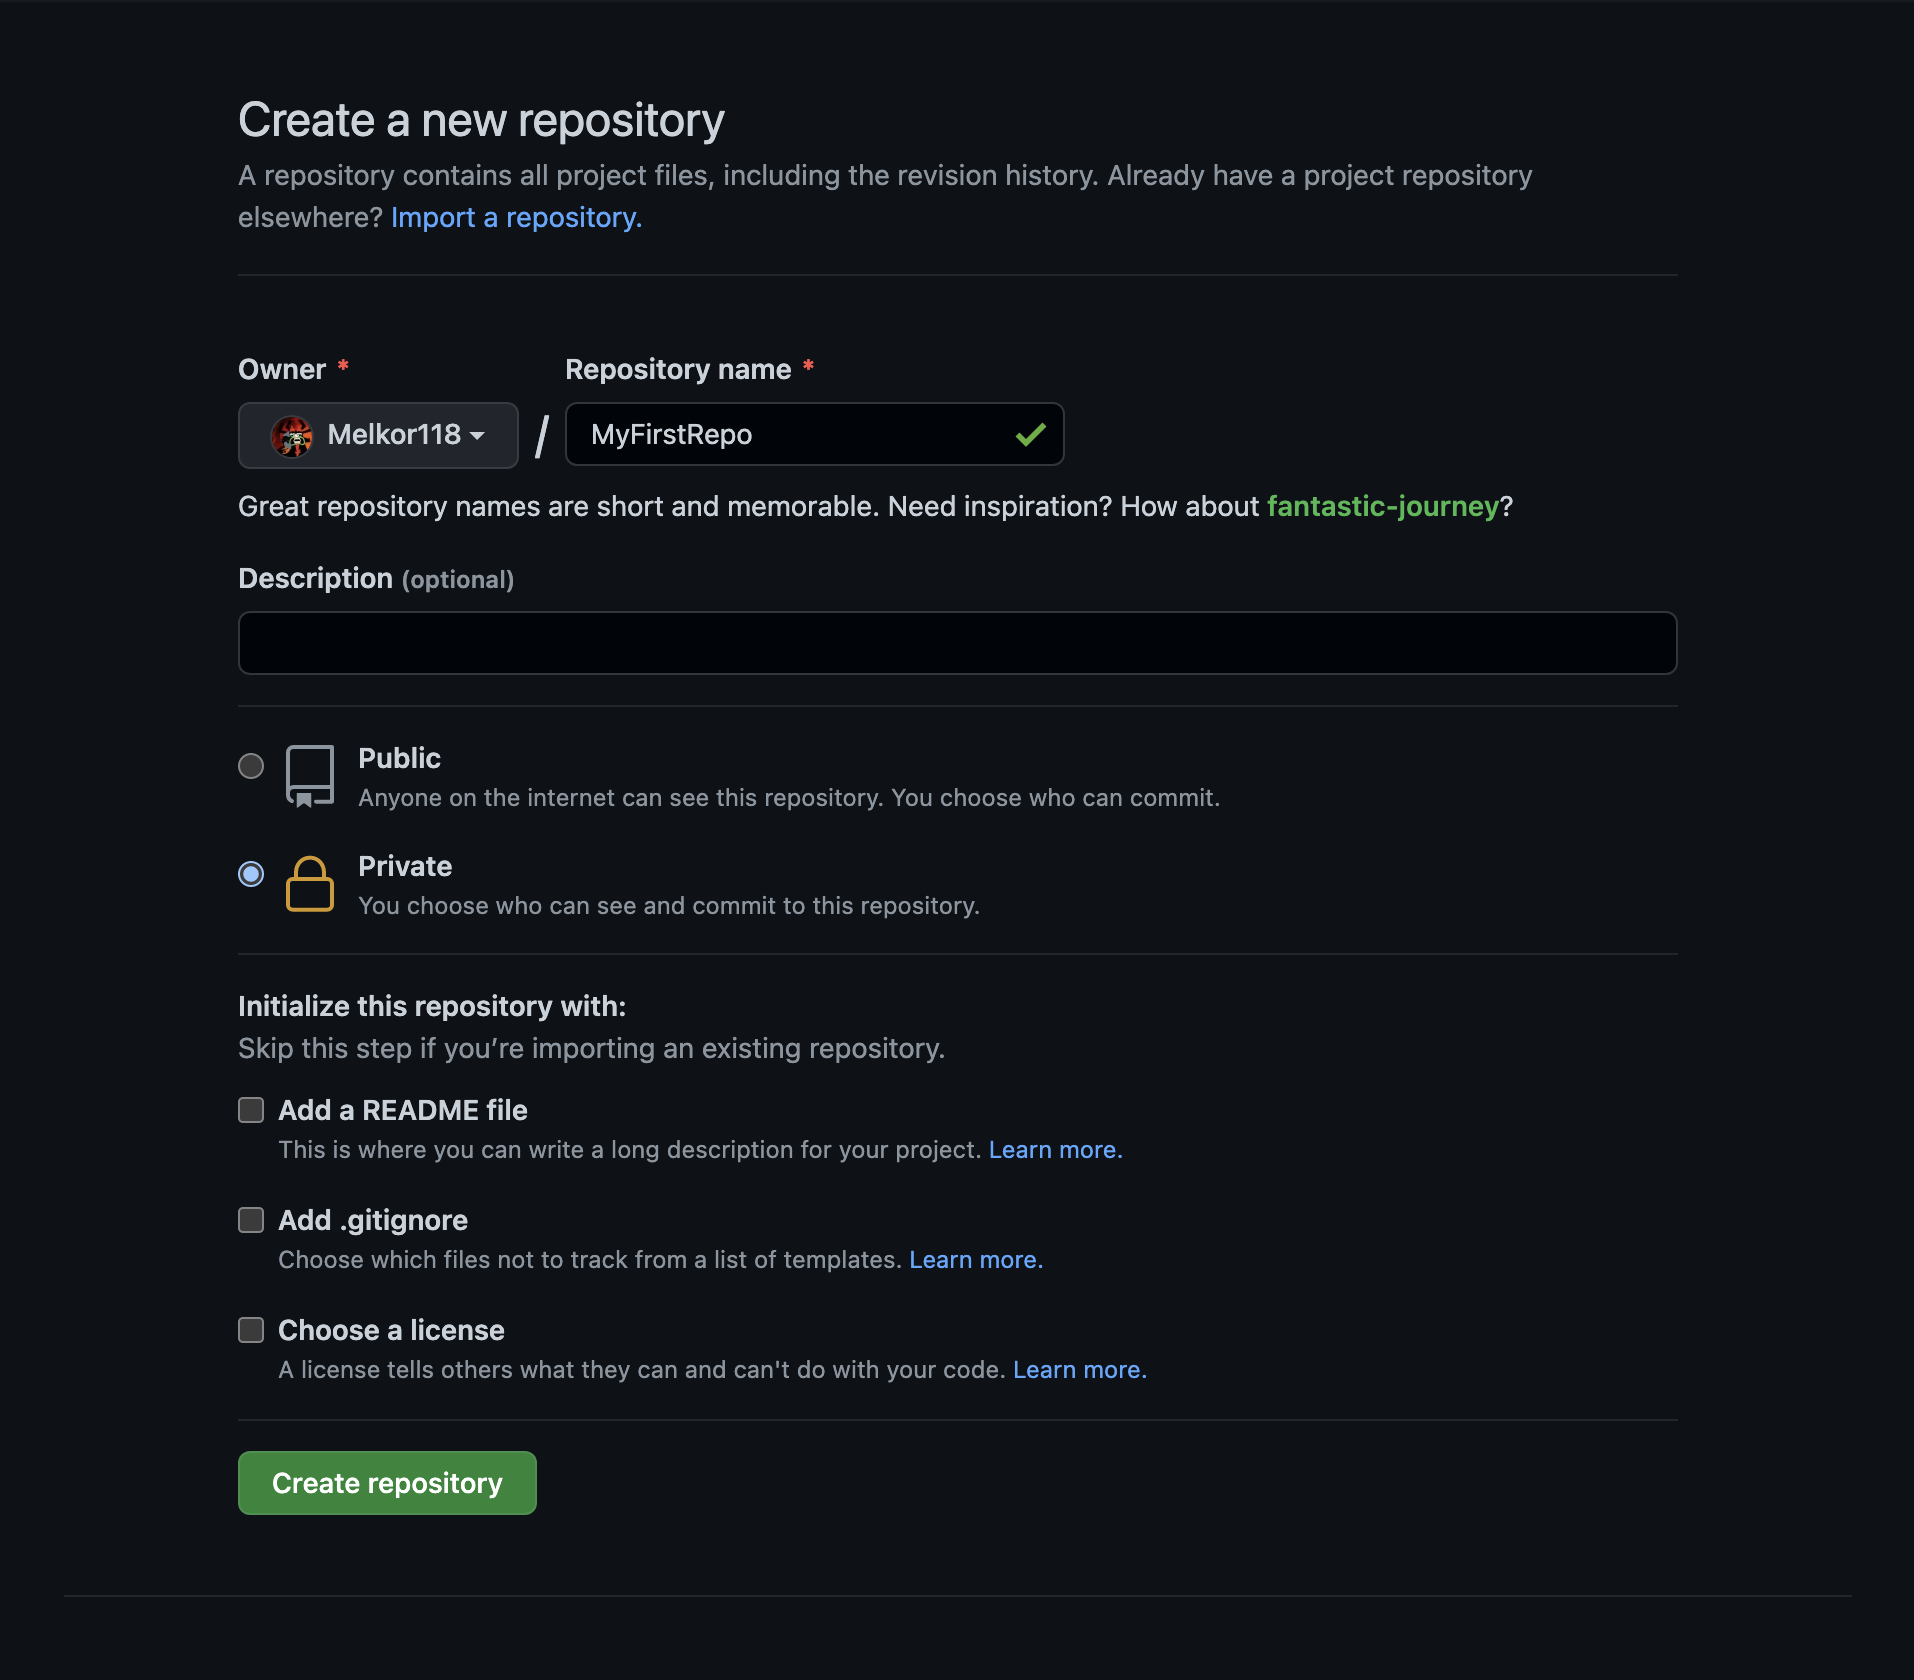 Create a new repository
A repository contains all project files, including the revision history. Already have a project repository
elsewhere? Import a repository.
Owner * Repository name *
Melkor118 / MyFirstRepo
Great repository names are short and memorable. Need inspiration? How about fantastic-journey?
Description (optional)
Public
Anyone on the internet can see this repository. You choose who can commit.
Private
You choose who can see and commit to this repository.
Initialize this repository with:
Skip this step if you’re importing an existing repository.
Add a README file
This is where you can write a long description for your project. Learn more.
Add .gitignore
Choose which files not to track from a list of templates. Learn more.
Choose a license
A license tells others what they can and can't do with your code. Learn more.
Create repository